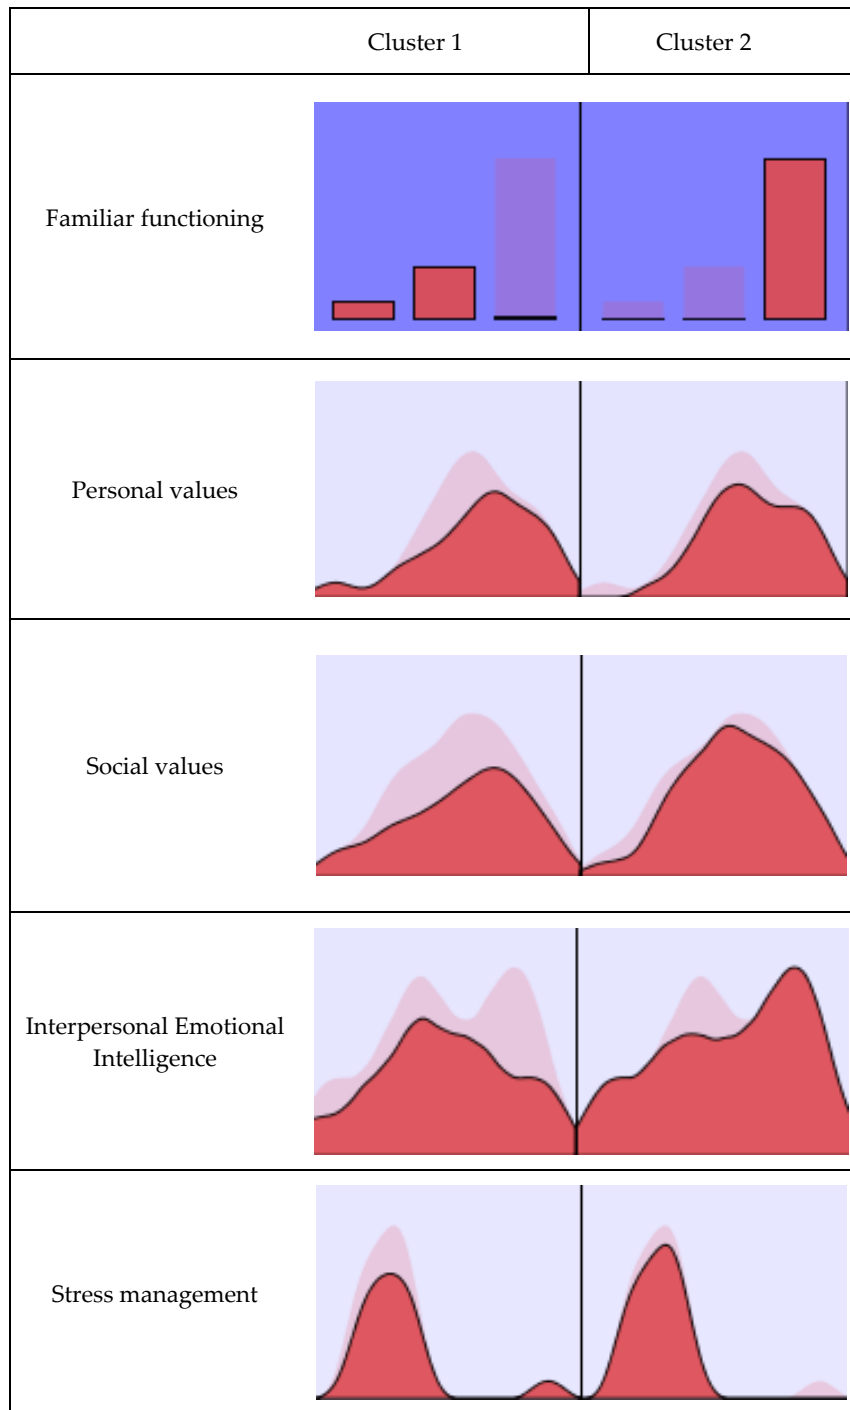 Cluster 1
Cluster 2
Familiar functioning
Personal values
Social values
Interpersonal Emotional
Intelligence
Stress management